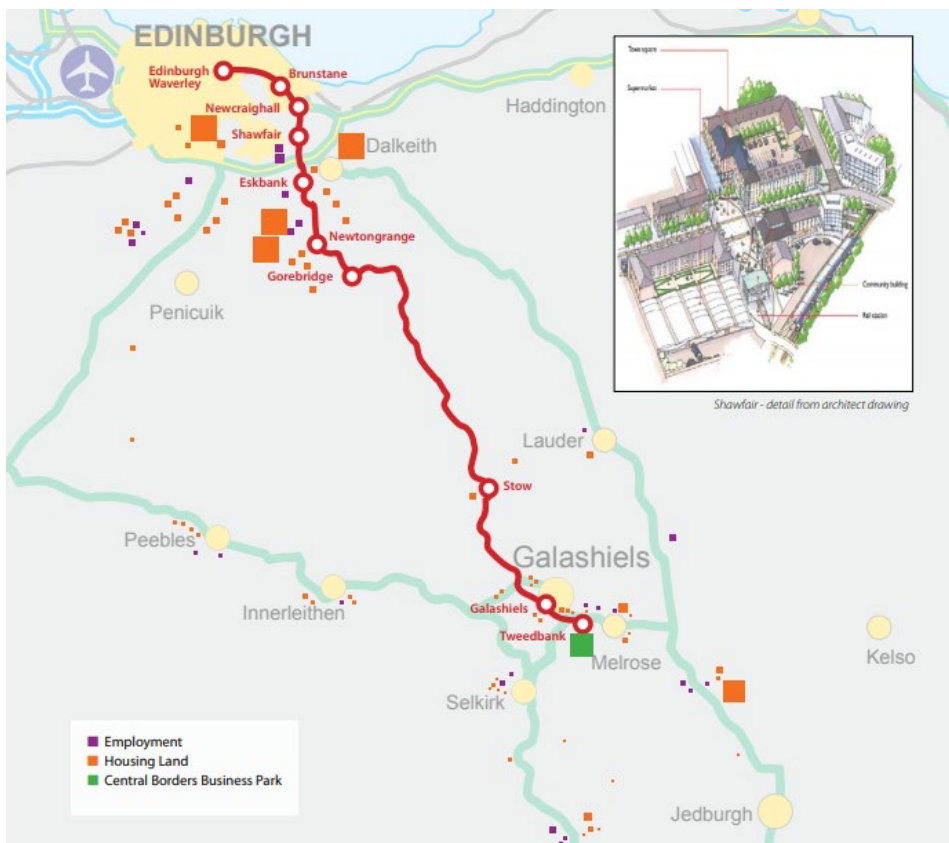 EDINBURGH
Edinburgh
Waverley
Brunstane
Newcraighall
Shawfair
Haddington
Dalkeith
Eskbank
Newtongrange
Gorebridge
Penicuik
Town square
Supermarket
Community building
Rail station
Shawfair - detail from architect drawing
Lauder
Stow
Peebles
Galashiels
Innerleithen
Galashiels
Tweedbank
Melrose
Kelso
Selkirk
Employment
Housing Land
Central Borders Business Park
Jedburgh